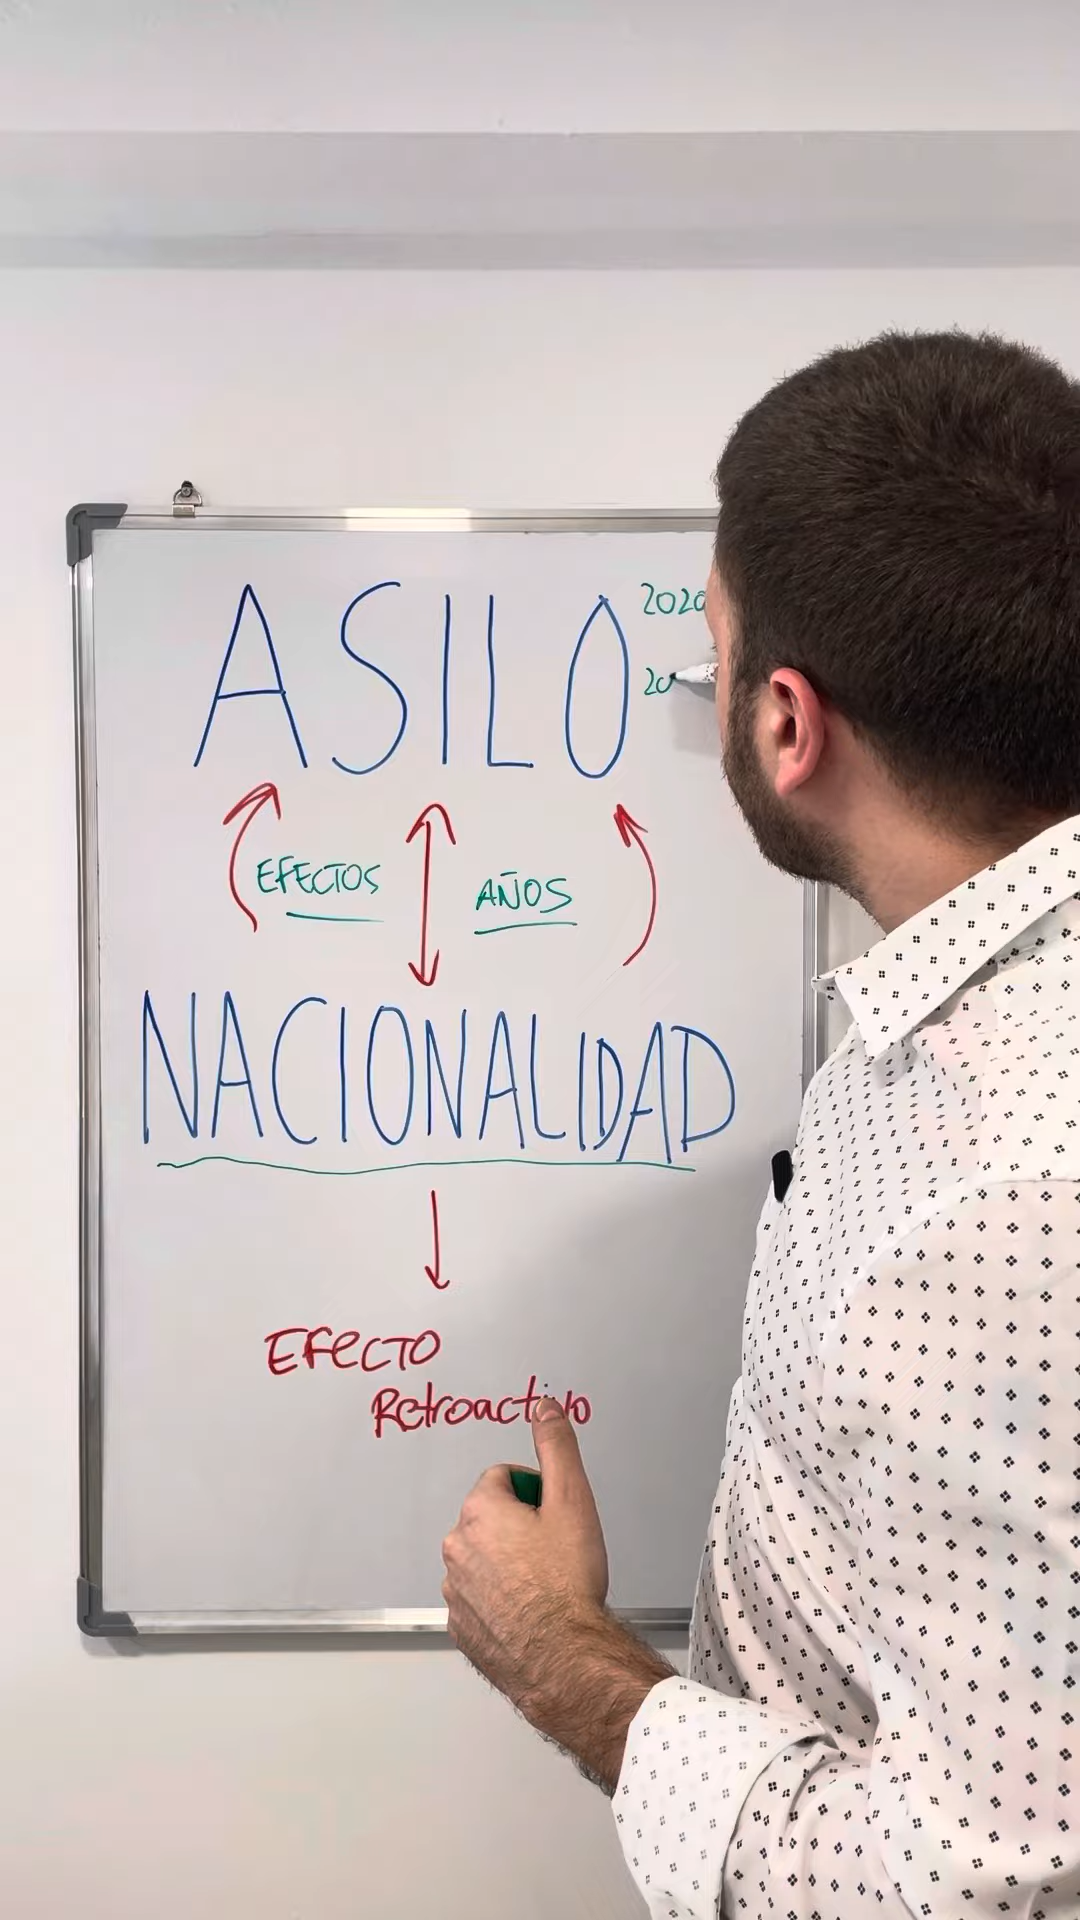 ASILO
2020
20
EFECTOS
AÑOS
NACIONALIDAD
EFECTO
Retroactivo